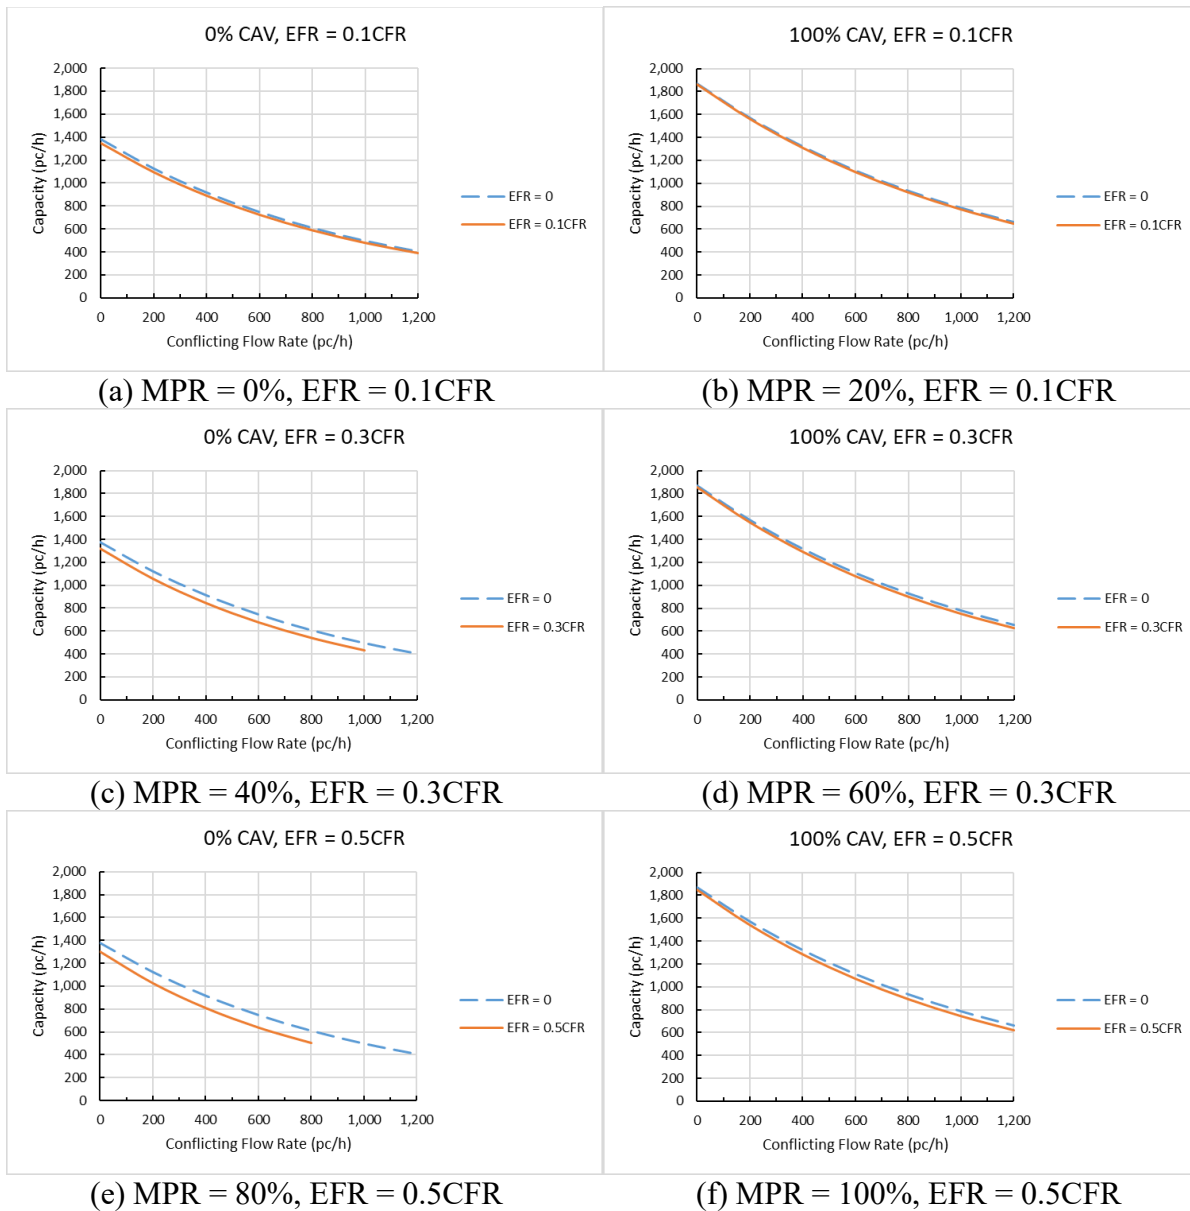 0% CAV, EFR = 0.1CFR
2,000
1,800
1,600
1,400
1,200
1,000
800
600
400
200
0
Capacity (pc/h)
0 200 400 600 800 1,000 1,200
Conflicting Flow Rate (pc/h)
EFR = 0
EFR = 0.1CFR
(a) MPR = 0%, EFR = 0.1CFR
100% CAV, EFR = 0.1CFR
2,000
1,800
1,600
1,400
1,200
1,000
800
600
400
200
0
Capacity (pc/h)
0 200 400 600 800 1,000 1,200
Conflicting Flow Rate (pc/h)
EFR = 0
EFR = 0.1CFR
(b) MPR = 20%, EFR = 0.1CFR
0% CAV, EFR = 0.3CFR
2,000
1,800
1,600
1,400
1,200
1,000
800
600
400
200
0
Capacity (pc/h)
0 200 400 600 800 1,000 1,200
Conflicting Flow Rate (pc/h)
EFR = 0
EFR = 0.3CFR
(c) MPR = 40%, EFR = 0.3CFR
100% CAV, EFR = 0.3CFR
2,000
1,800
1,600
1,400
1,200
1,000
800
600
400
200
0
Capacity (pc/h)
0 200 400 600 800 1,000 1,200
Conflicting Flow Rate (pc/h)
EFR = 0
EFR = 0.3CFR
(d) MPR = 60%, EFR = 0.3CFR
0% CAV, EFR = 0.5CFR
2,000
1,800
1,600
1,400
1,200
1,000
800
600
400
200
0
Capacity (pc/h)
0 200 400 600 800 1,000 1,200
Conflicting Flow Rate (pc/h)
EFR = 0
EFR = 0.5CFR
(e) MPR = 80%, EFR = 0.5CFR
100% CAV, EFR = 0.5CFR
2,000
1,800
1,600
1,400
1,200
1,000
800
600
400
200
0
Capacity (pc/h)
0 200 400 600 800 1,000 1,200
Conflicting Flow Rate (pc/h)
EFR = 0
EFR = 0.5CFR
(f) MPR = 100%, EFR = 0.5CFR